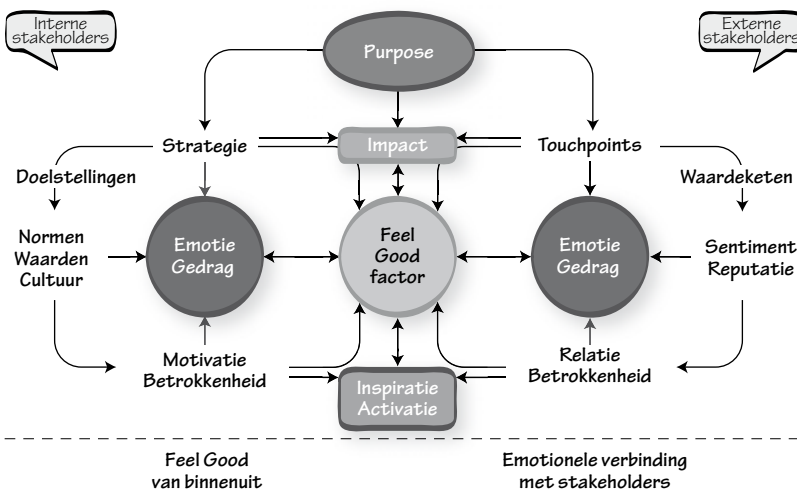 Interne
stakeholders
Externe
stakeholders
Purpose
Strategie
Impact
Touchpoints
Doelstellingen
Waardeketen
Normen
Waarden
Cultuur
Emotie
Gedrag
Feel
Good
factor
Emotie
Gedrag
Sentiment
Reputatie
Motivatie
Betrokkenheid
Relatie
Betrokkenheid
Inspiratie
Activatie
Feel Good
van binnenuit
Emotionele verbinding
met stakeholders